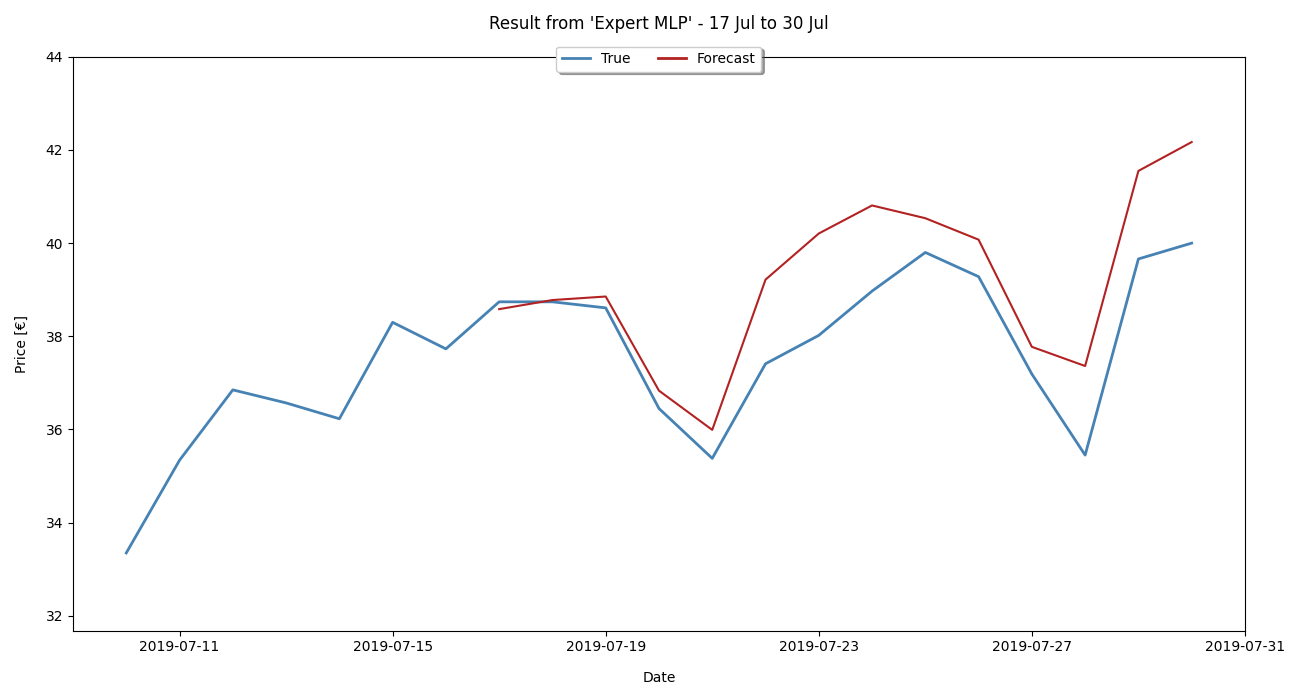 Result from 'Expert MLP' - 17 Jul to 30 Jul
True Forecast
44
42
40
38
36
34
32
Price [€]
2019-07-11 2019-07-15 2019-07-19 2019-07-23 2019-07-27 2019-07-31
Date